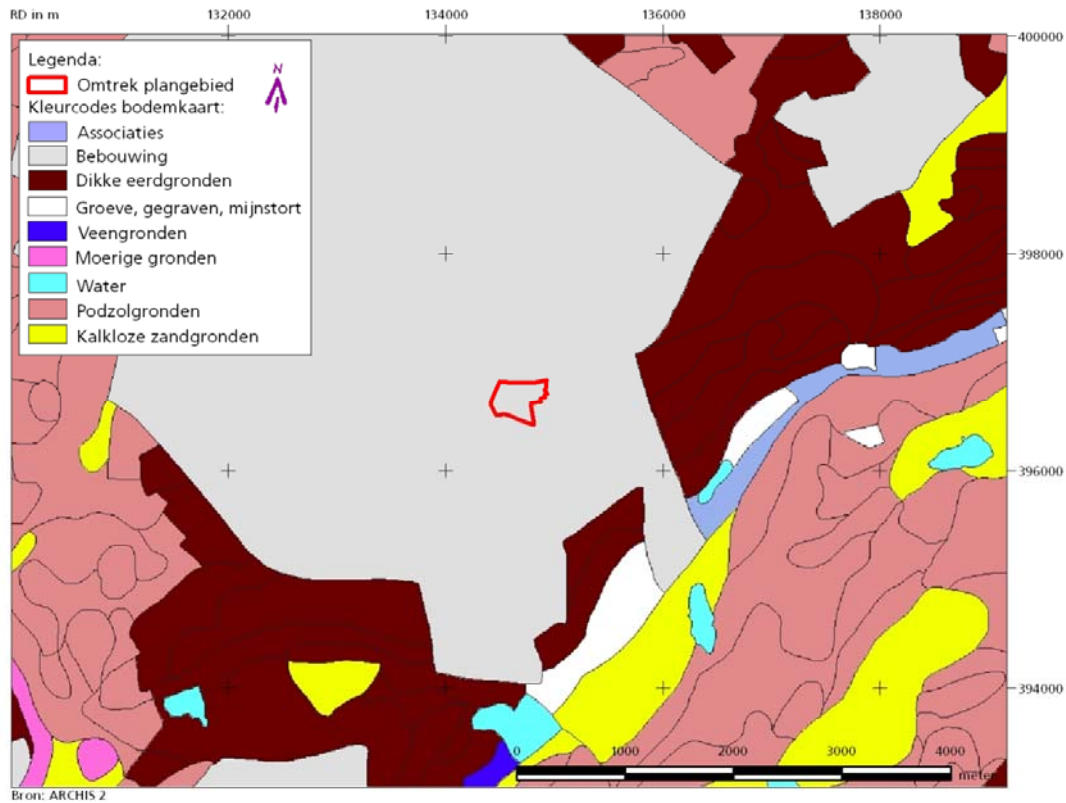 RD in m 132000 134000 136000 138000
400000
Legenda:
N
Omtrek plangebied
Kleurcodes bodemkaart:
Associaties
Bebouwing
Dikke eerdgronden
Groeve, gegraven, mijnstort
Veengronden
398000
Moerige gronden
Water
Podzolgronden
Kalkloze zandgronden
396000
394000
0 1000 2000 3000 4000
meter
Bron: ARCHIS 2